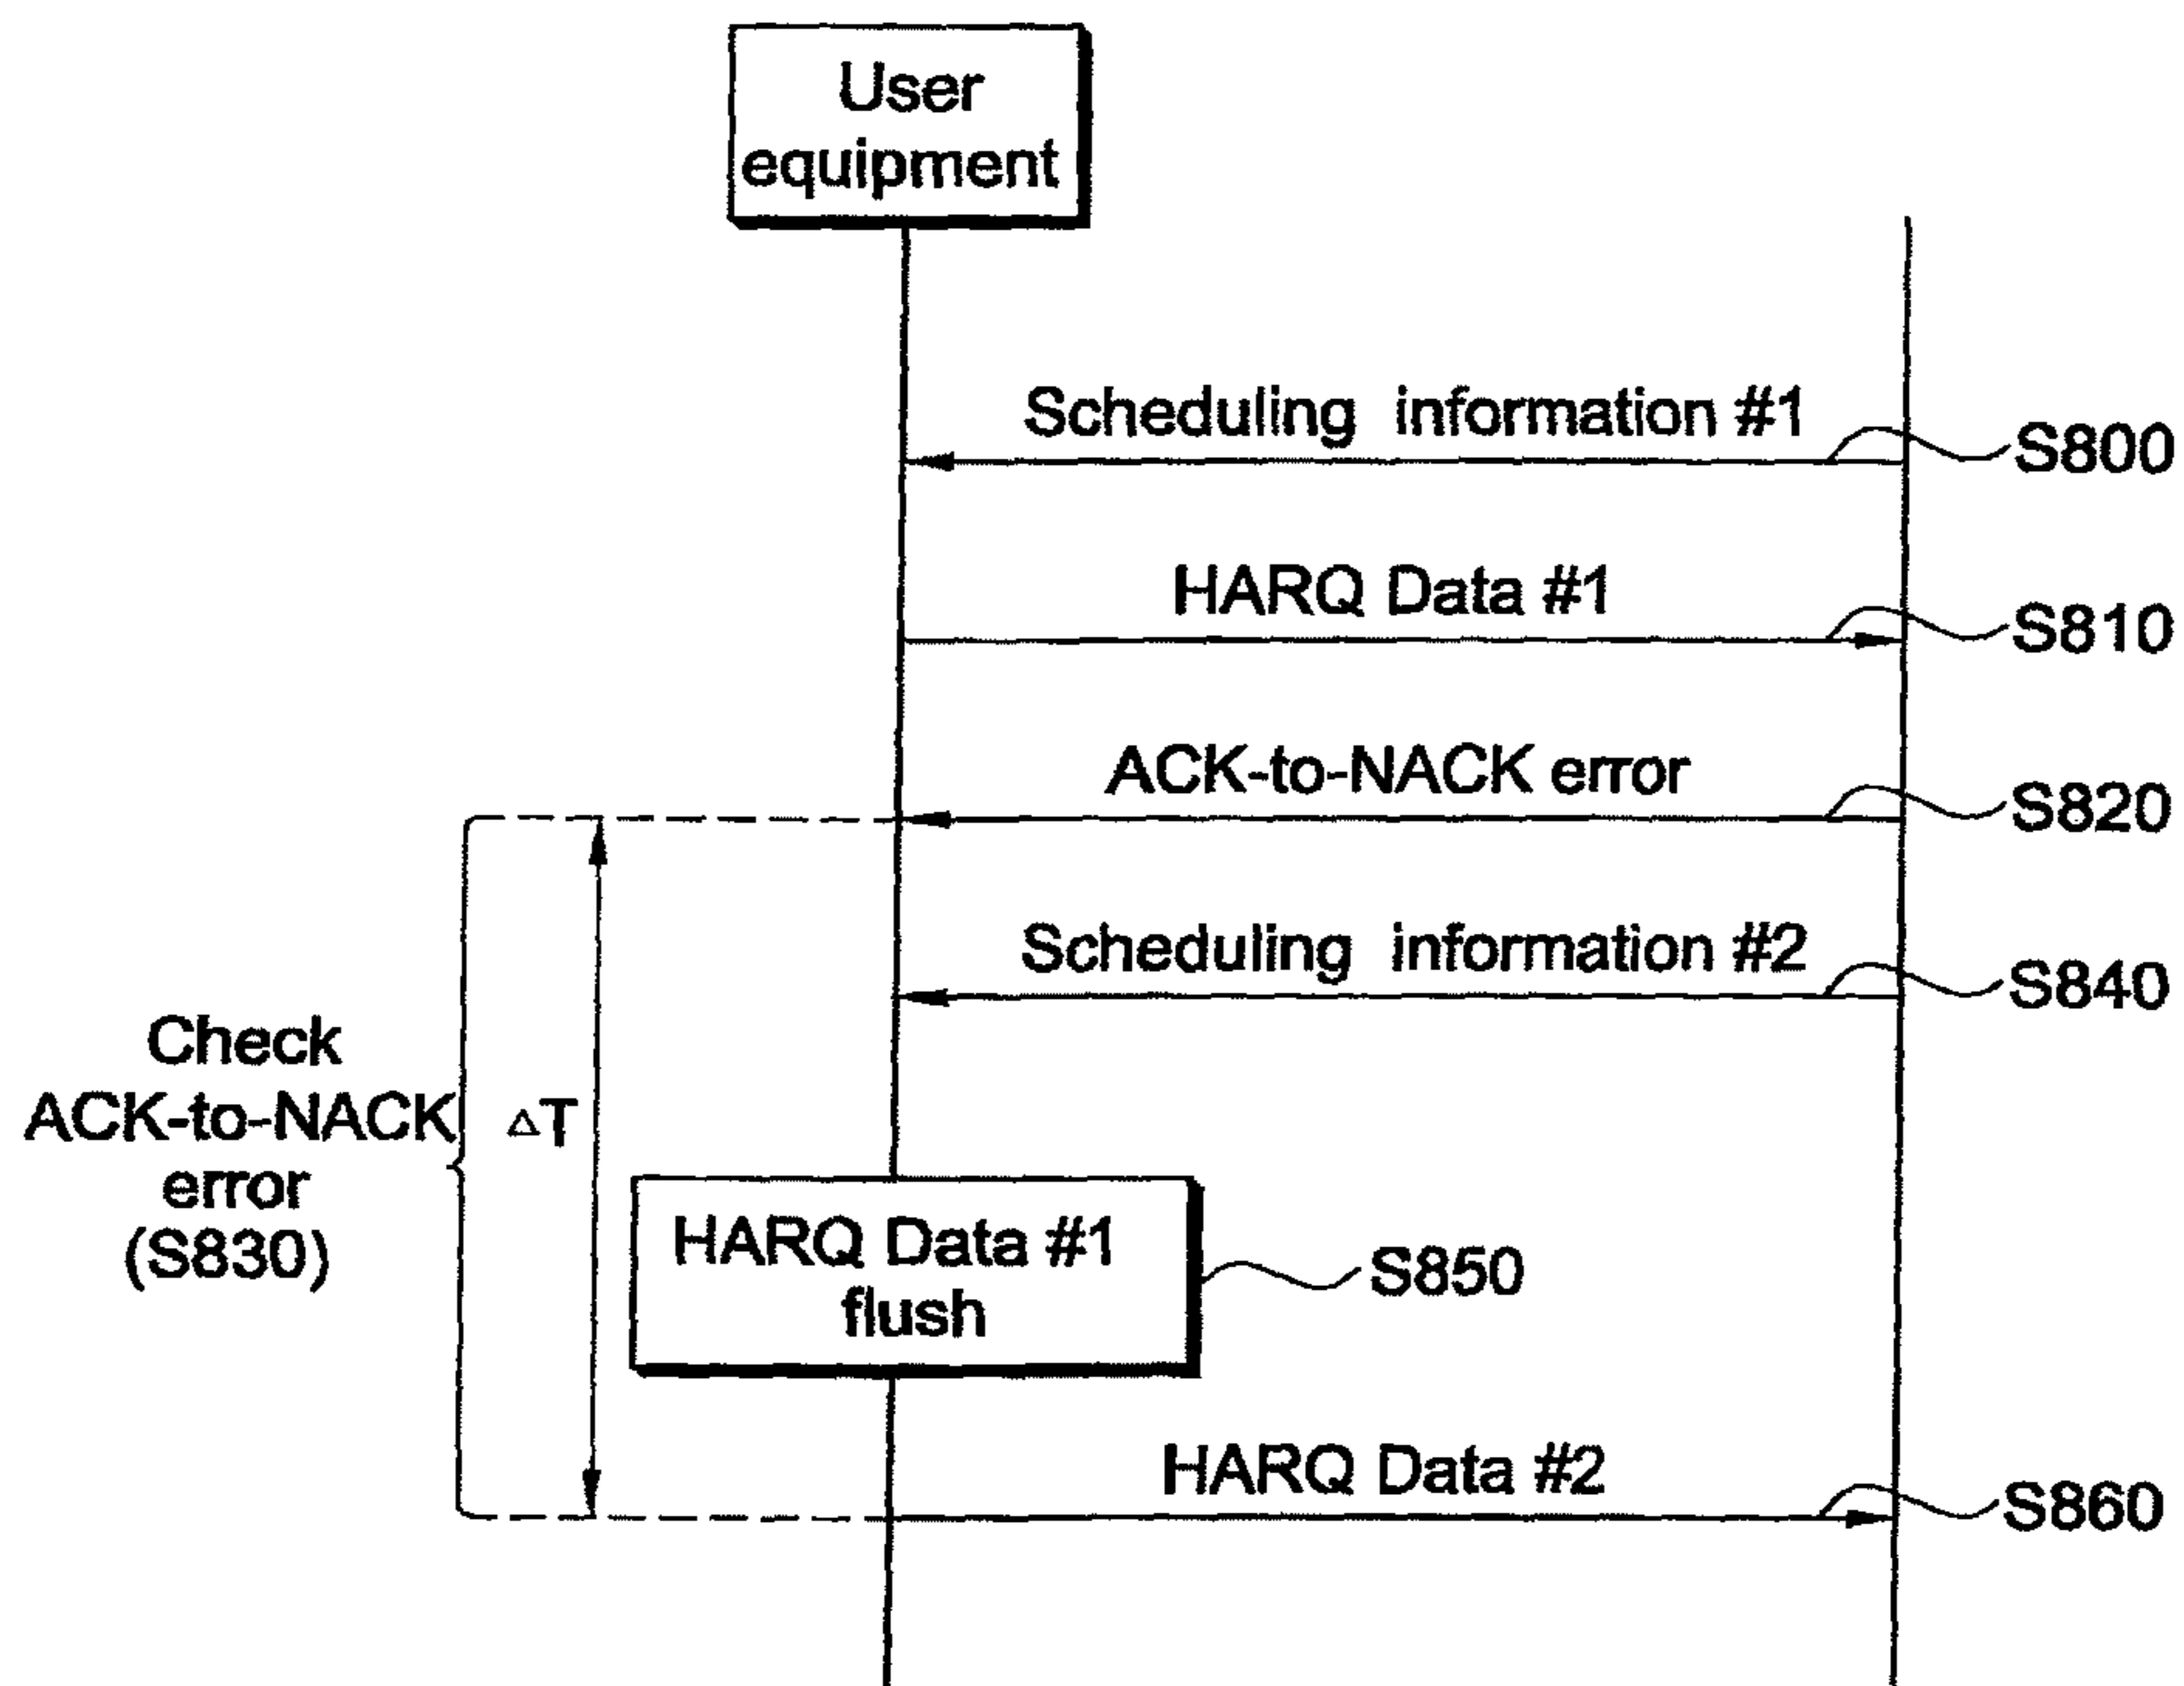 User
equipment
Scheduling information #1
S800
HARQ Data #1
S810
ACK-to-NACK error
S820
Scheduling information #2
S840
Check
ACK-to-NACK
error
(S830)
△T
HARQ Data #1
flush
S850
HARQ Data #2
S860